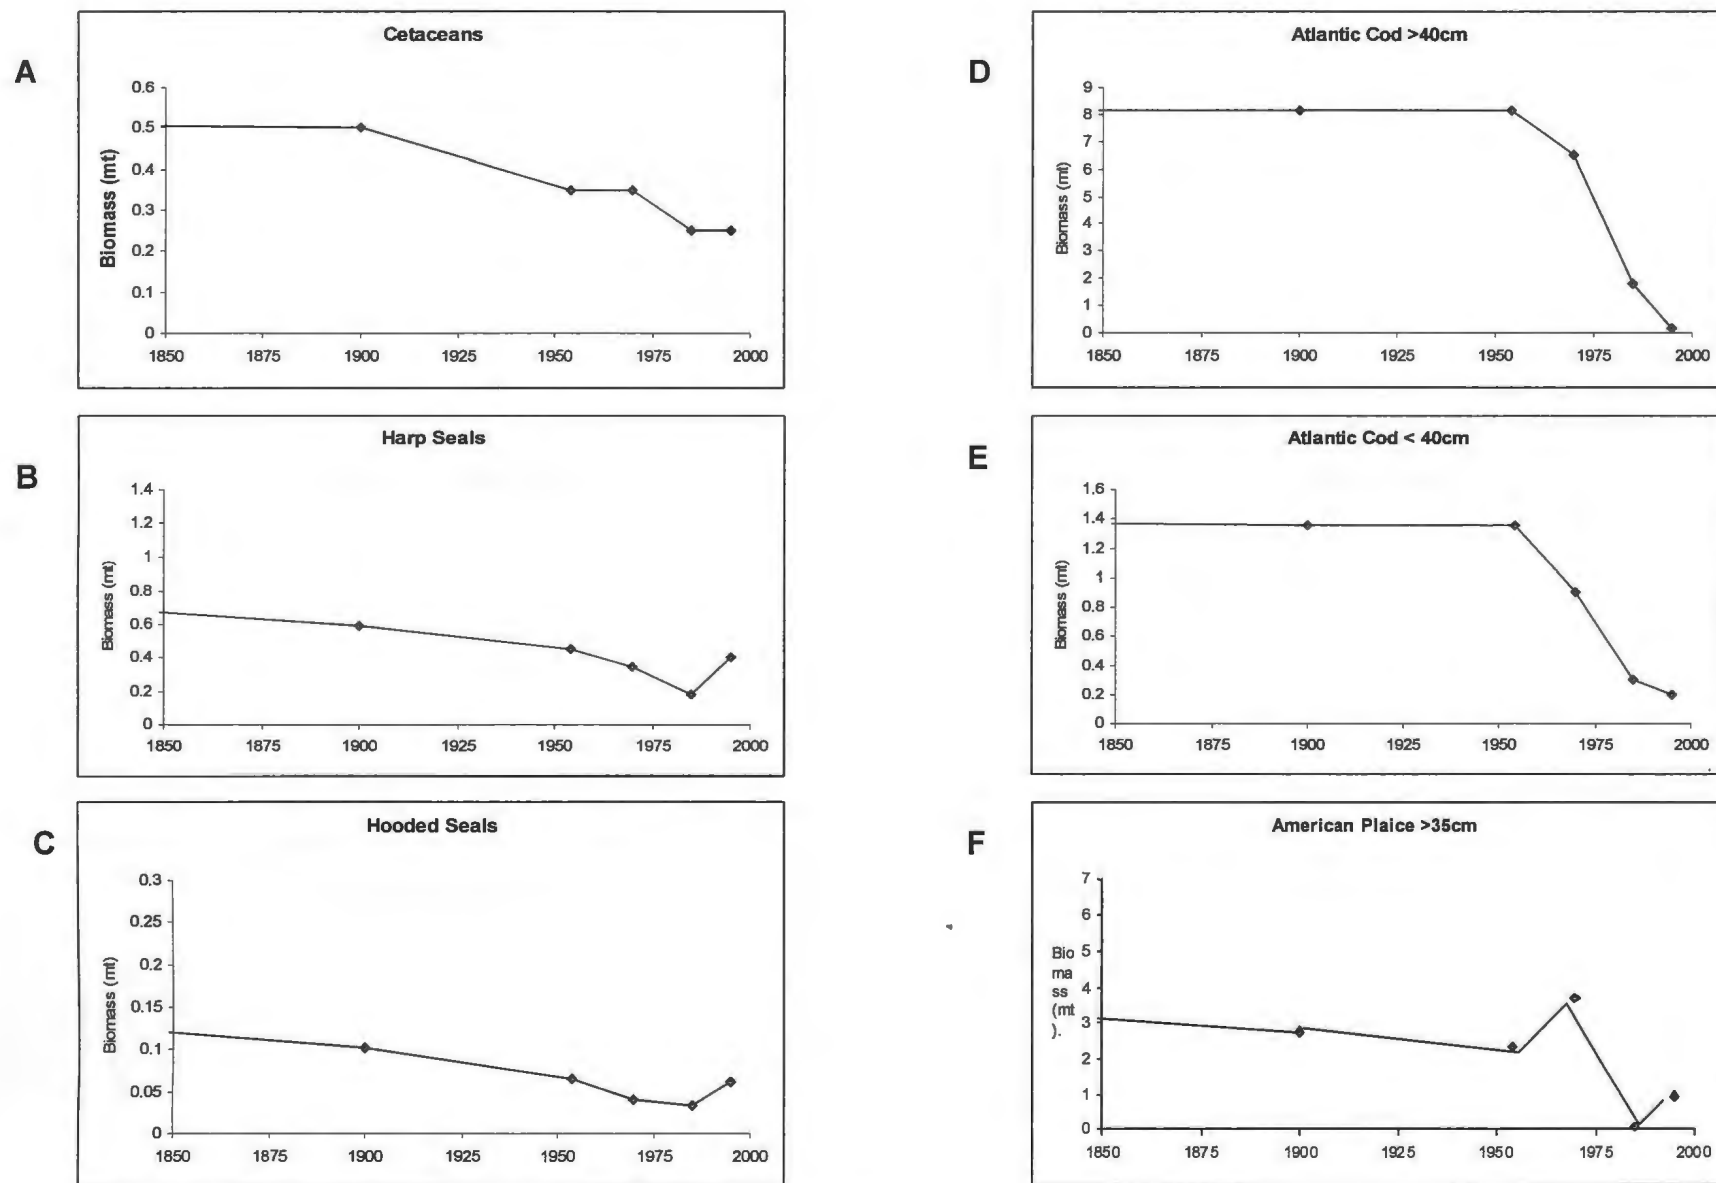 A
Cetaceans
Biomass (mt)
0.6
0.5
0.4
0.3
0.2
0.1
0
1850 1875 1900 1925 1950 1975 2000
B
Harp Seals
Biomass (mt)
1.4
1.2
1
0.8
0.6
0.4
0.2
0
1850 1875 1900 1925 1950 1975 2000
C
Hooded Seals
Biomass (mt)
0.3
0.25
0.2
0.15
0.1
0.05
0
1850 1875 1900 1925 1950 1975 2000
D
Atlantic Cod >40cm
Biomass (mt)
9
8
7
6
5
4
3
2
1
0
1850 1875 1900 1925 1950 1975 2000
E
Atlantic Cod < 40cm
Biomass (mt)
1.6
1.4
1.2
1
0.8
0.6
0.4
0.2
0
1850 1875 1900 1925 1950 1975 2000
F
American Plaice >35cm
Bio
ma
ss
(mt
).
7
6
5
4
3
2
1
0
1850 1875 1900 1925 1950 1975 2000